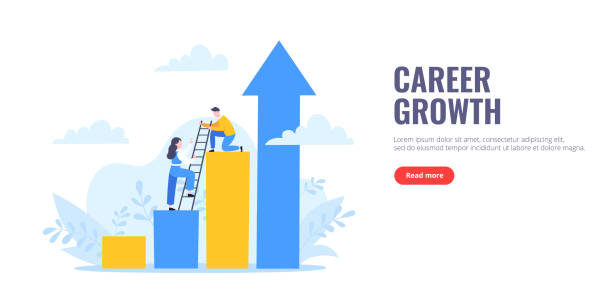 CAREER
GROWTH
Lorem ipsum dolor sit amet, consectetur adipiscing elit,
sed do eiusmod tempor incididunt ut labore et dolore magna.
Read more